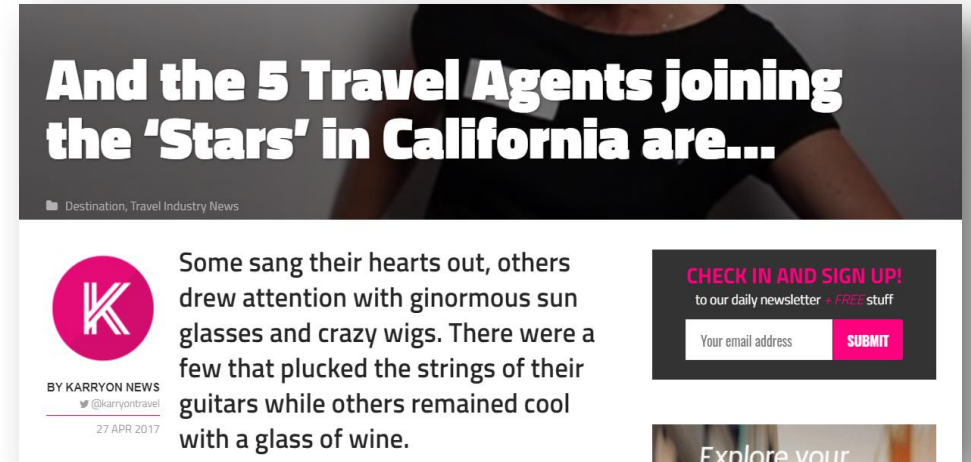 And the 5 Travel Agents joining
the ‘Stars’ in California are...
Destination, Travel Industry News
K
BY KARRYON NEWS
@karryontravel
27 APR 2017
Some sang their hearts out, others
drew attention with ginormous sun
glasses and crazy wigs. There were a
few that plucked the strings of their
guitars while others remained cool
with a glass of wine.
CHECK IN AND SIGN UP!
to our daily newsletter + FREE stuff
Your email address SUBMIT
Explore your